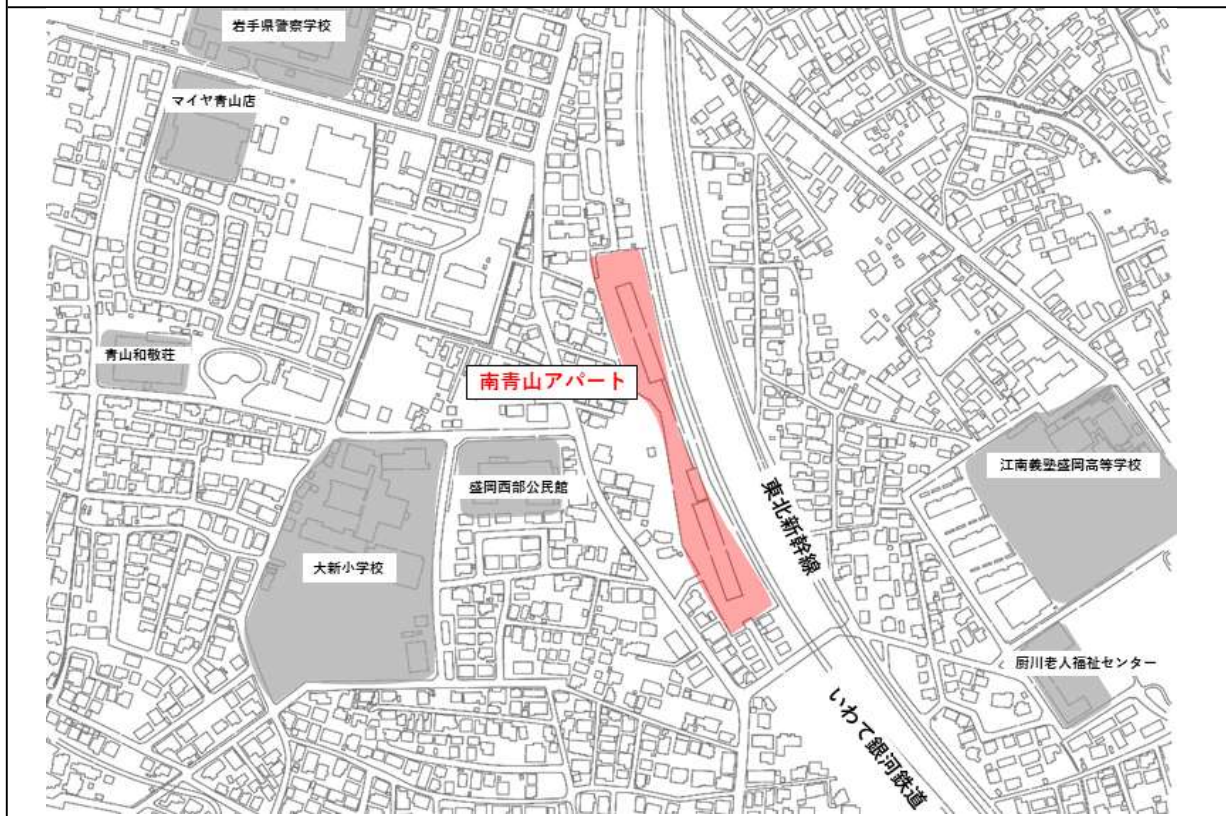 岩手県警察学校
マイヤ青山店
青山和敬荘
南青山アパート
盛岡西部公民館
大新小学校
江南義塾盛岡高等学校
東北新幹線
厨川老人福祉センター
いわて銀河鉄道